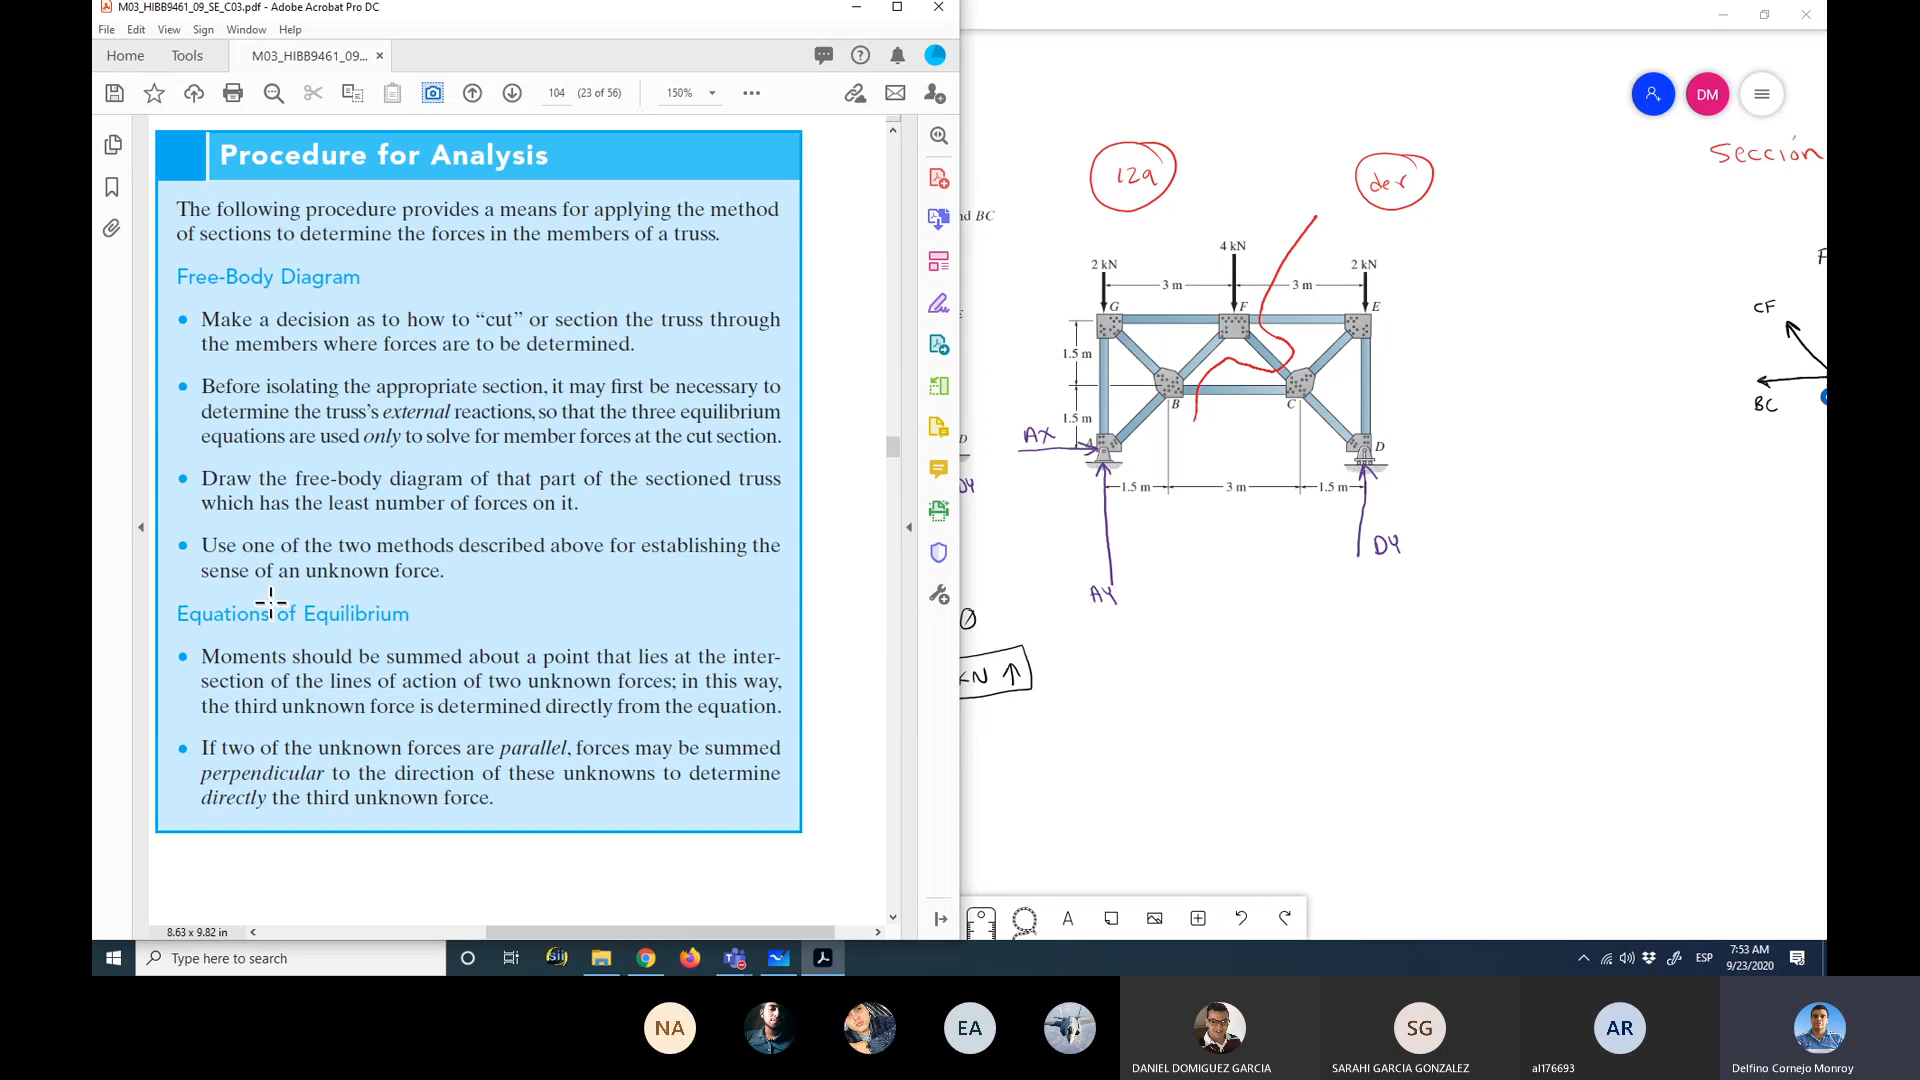 M03_HIBB9461_09_SE_C03.pdf - Adobe Acrobat Pro DC
File Edit View Sign Window Help
Home Tools M03_HIBB9461_09... ×
104 (23 of 56) 150%
Procedure for Analysis
The following procedure provides a means for applying the method
of sections to determine the forces in the members of a truss.
Free-Body Diagram
• Make a decision as to how to “cut” or section the truss through
the members where forces are to be determined.
• Before isolating the appropriate section, it may first be necessary to
determine the truss’s external reactions, so that the three equilibrium
equations are used only to solve for member forces at the cut section.
• Draw the free-body diagram of that part of the sectioned truss
which has the least number of forces on it.
• Use one of the two methods described above for establishing the
sense of an unknown force.
Equations of Equilibrium
• Moments should be summed about a point that lies at the inter-
section of the lines of action of two unknown forces; in this way,
the third unknown force is determined directly from the equation.
• If two of the unknown forces are parallel, forces may be summed
perpendicular to the direction of these unknowns to determine
directly the third unknown force.
8.63 x 9.82 in
DM
Sección
izq
der
nd BC
4 kN
2 kN
2 kN
3 m
3 m
G
F
E
1.5 m
1.5 m
B
C
A
D
AX
1.5 m
3 m
1.5 m
DY
AY
DY
KN ↑
CF
BC
F
E
D
0
A
Type here to search
sii
ESP
7:53 AM
9/23/2020
NA
EA
SG
AR
DANIEL DOMIGUEZ GARCIA
SARAHI GARCIA GONZALEZ
al176693
Delfino Cornejo Monroy